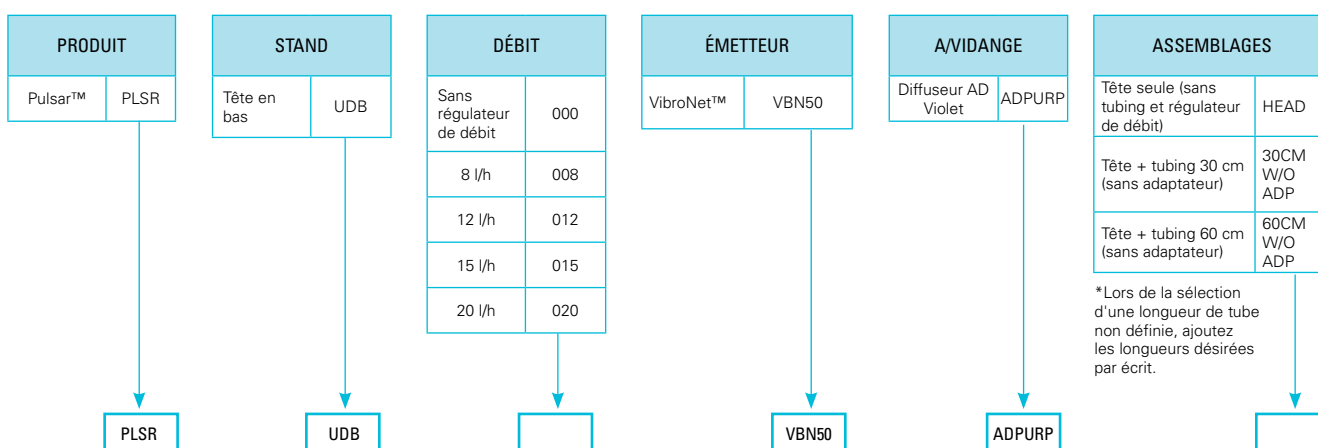 PRODUIT
Pulsar™ PLSR
STAND
Tête en
bas
UDB
DÉBIT
Sans
régulateur
de débit
000
8 l/h 008
12 l/h 012
15 l/h 015
20 l/h 020
ÉMETTEUR
VibroNet™ VBN50
A/VIDANGE
Diffuseur AD
Violet
ADPURP
ASSEMBLAGES
Tête seule (sans
tubing et régulateur
de débit)
HEAD
Tête + tubing 30 cm
(sans adaptateur)
30CM
W/O
ADP
Tête + tubing 60 cm
(sans adaptateur)
60CM
W/O
ADP
*Lors de la sélection
d'une longueur de tube
non définie, ajoutez
les longueurs désirées
par écrit.
PLSR
UDB
VBN50
ADPURP